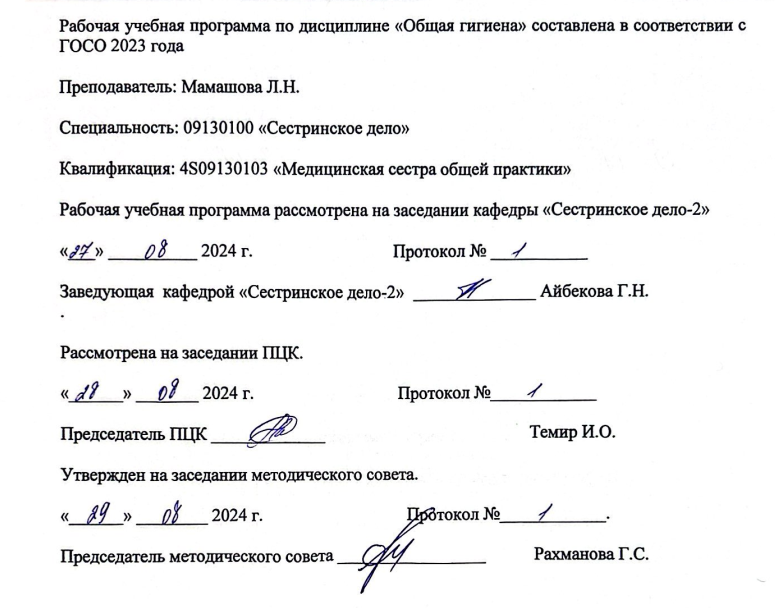 Рабочая учебная программа по дисциплине «Общая гигиена» составлена в соответствии с
ГОСО 2023 года
Преподаватель: Мамашова Л.Н.
Специальность: 09130100 «Сестринское дело»
Квалификация: 4S09130103 «Медицинская сестра общей практики»
Рабочая учебная программа рассмотрена на заседании кафедры «Сестринское дело-2»
«27» 08 2024 г. Протокол № 1
Заведующая кафедрой «Сестринское дело-2» Айбекова Г.Н.
.
Рассмотрена на заседании ПЦК.
«28» 08 2024 г. Протокол № 1
Председатель ПЦК Темир И.О.
Утвержден на заседании методического совета.
«29» 08 2024 г. Протокол № 1.
Председатель методического совета Рахманова Г.С.